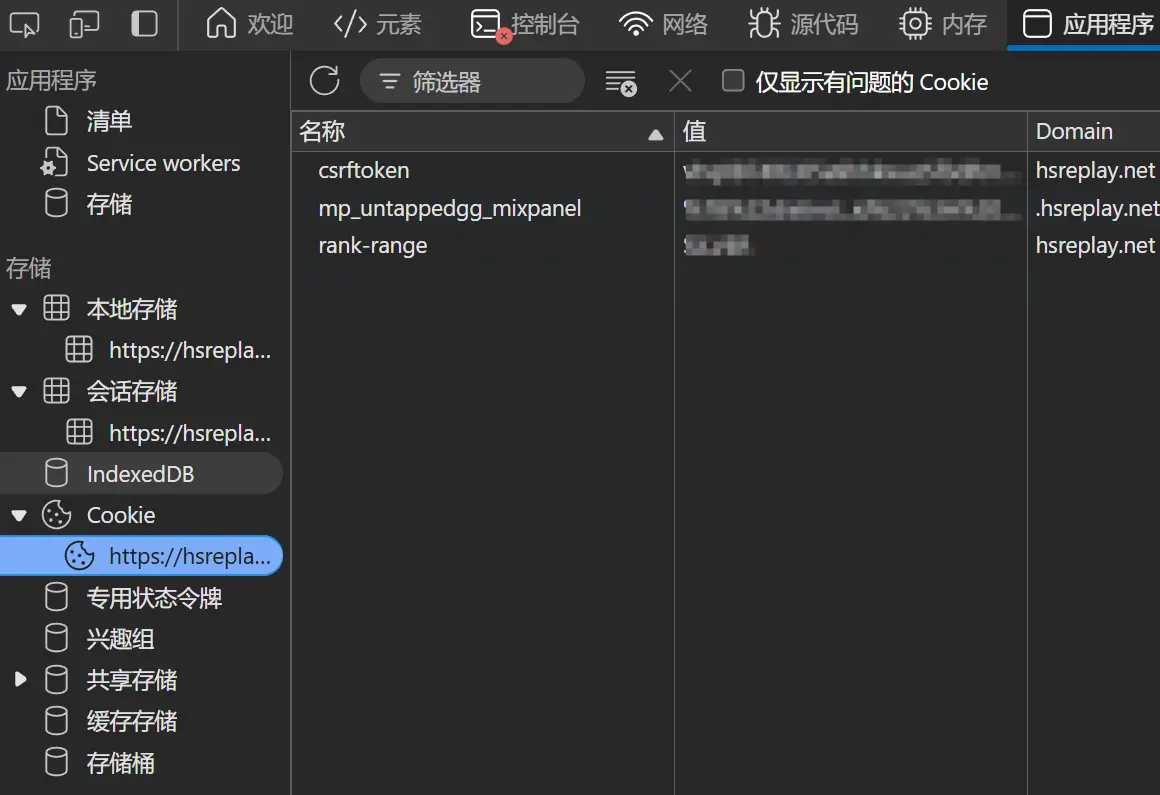 欢迎 元素 控制台 网络 源代码 内存 应用程序
应用程序
清单
Service workers
存储
存储
本地存储
https://hsrepla...
会话存储
https://hsrepla...
IndexedDB
Cookie
https://hsrepla...
专用状态令牌
兴趣组
共享存储
缓存存储
存储桶
筛选器 仅显示有问题的 Cookie
名称 值 Domain
csrftoken hsreplay.net
mp_untappedgg_mixpanel .hsreplay.net
rank-range hsreplay.net